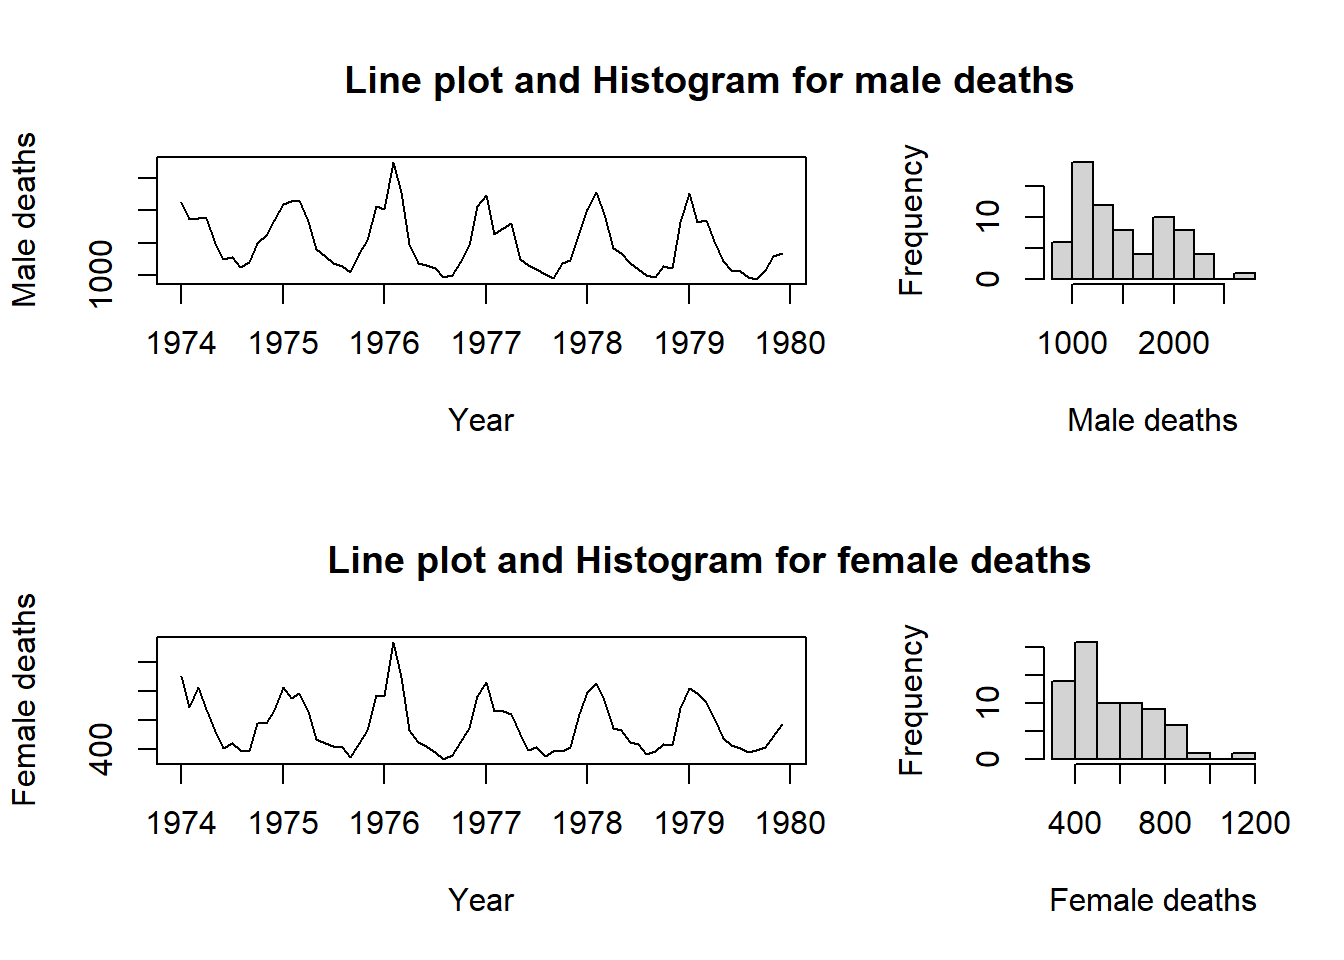 Line plot and Histogram for male deaths
Male deaths
1000
1974 1975 1976 1977 1978 1979 1980
Year
Frequency
10
0
1000 2000
Male deaths
Line plot and Histogram for female deaths
Female deaths
400
1974 1975 1976 1977 1978 1979 1980
Year
Frequency
10
0
400 800 1200
Female deaths